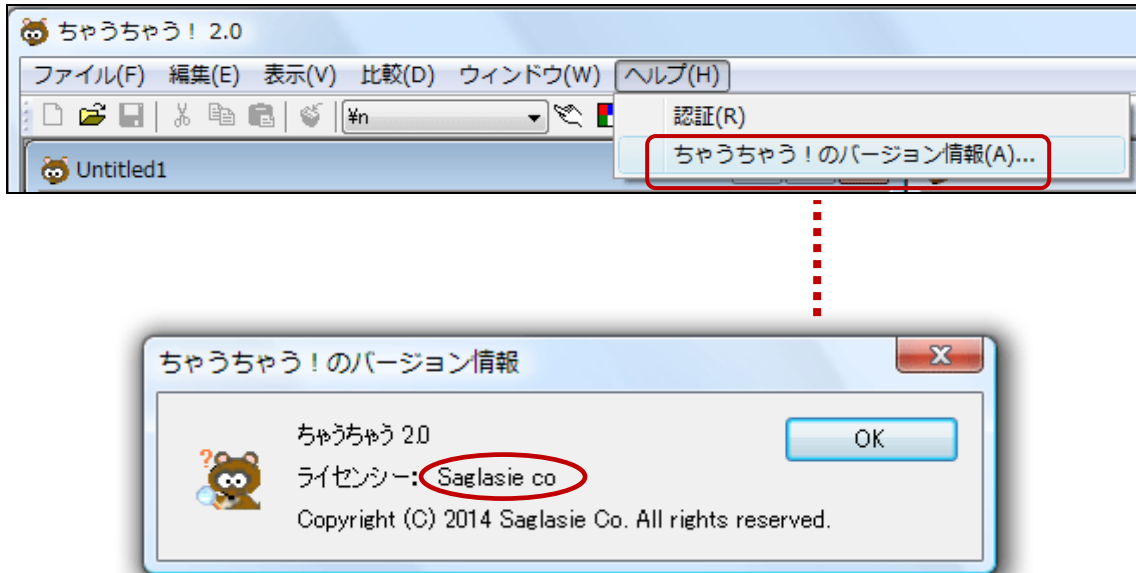 ちゃうちゃう! 2.0
ファイル(F) 編集(E) 表示(V) 比較(D) ウィンドウ(W) ヘルプ(H)
¥n
認証(R)
ちゃうちゃう!のバージョン情報(A)...
Untitled1
ちゃうちゃう!のバージョン情報
ちゃうちゃう 2.0
OK
ライセンシー: Saglasie co
Copyright (C) 2014 Saglasie Co. All rights reserved.